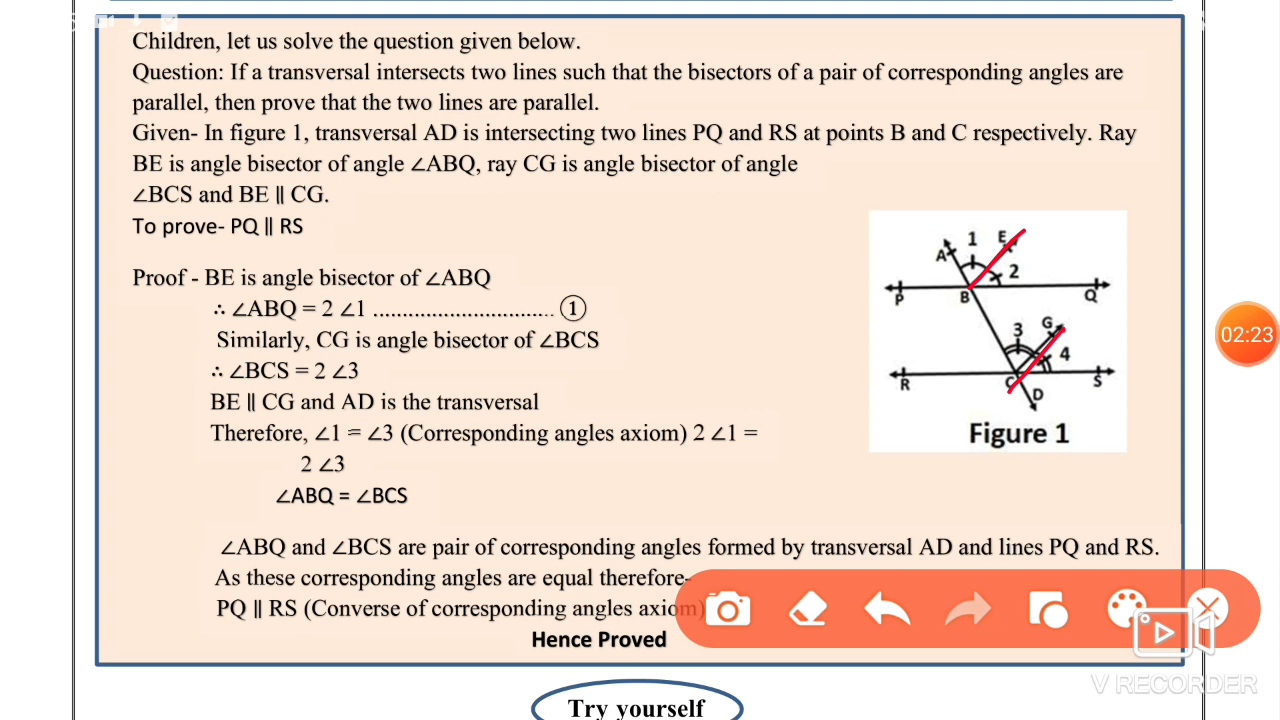 Children, let us solve the question given below.
Question: If a transversal intersects two lines such that the bisectors of a pair of corresponding angles are
parallel, then prove that the two lines are parallel.
Given- In figure 1, transversal AD is intersecting two lines PQ and RS at points B and C respectively. Ray
BE is angle bisector of angle ∠ABQ, ray CG is angle bisector of angle
∠BCS and BE ∥ CG.
To prove- PQ ∥ RS
Proof - BE is angle bisector of ∠ABQ
∴ ∠ABQ = 2 ∠1 ............................... ①
Similarly, CG is angle bisector of ∠BCS
∴ ∠BCS = 2 ∠3
BE ∥ CG and AD is the transversal
Therefore, ∠1 = ∠3 (Corresponding angles axiom) 2 ∠1 =
2 ∠3
∠ABQ = ∠BCS
∠ABQ and ∠BCS are pair of corresponding angles formed by transversal AD and lines PQ and RS.
As these corresponding angles are equal therefore-
PQ ∥ RS (Converse of corresponding angles axiom)
Hence Proved
A 1 E
2
P B Q
3 G
4
R C S
D
Figure 1
02:23
V RECORDER
Try yourself